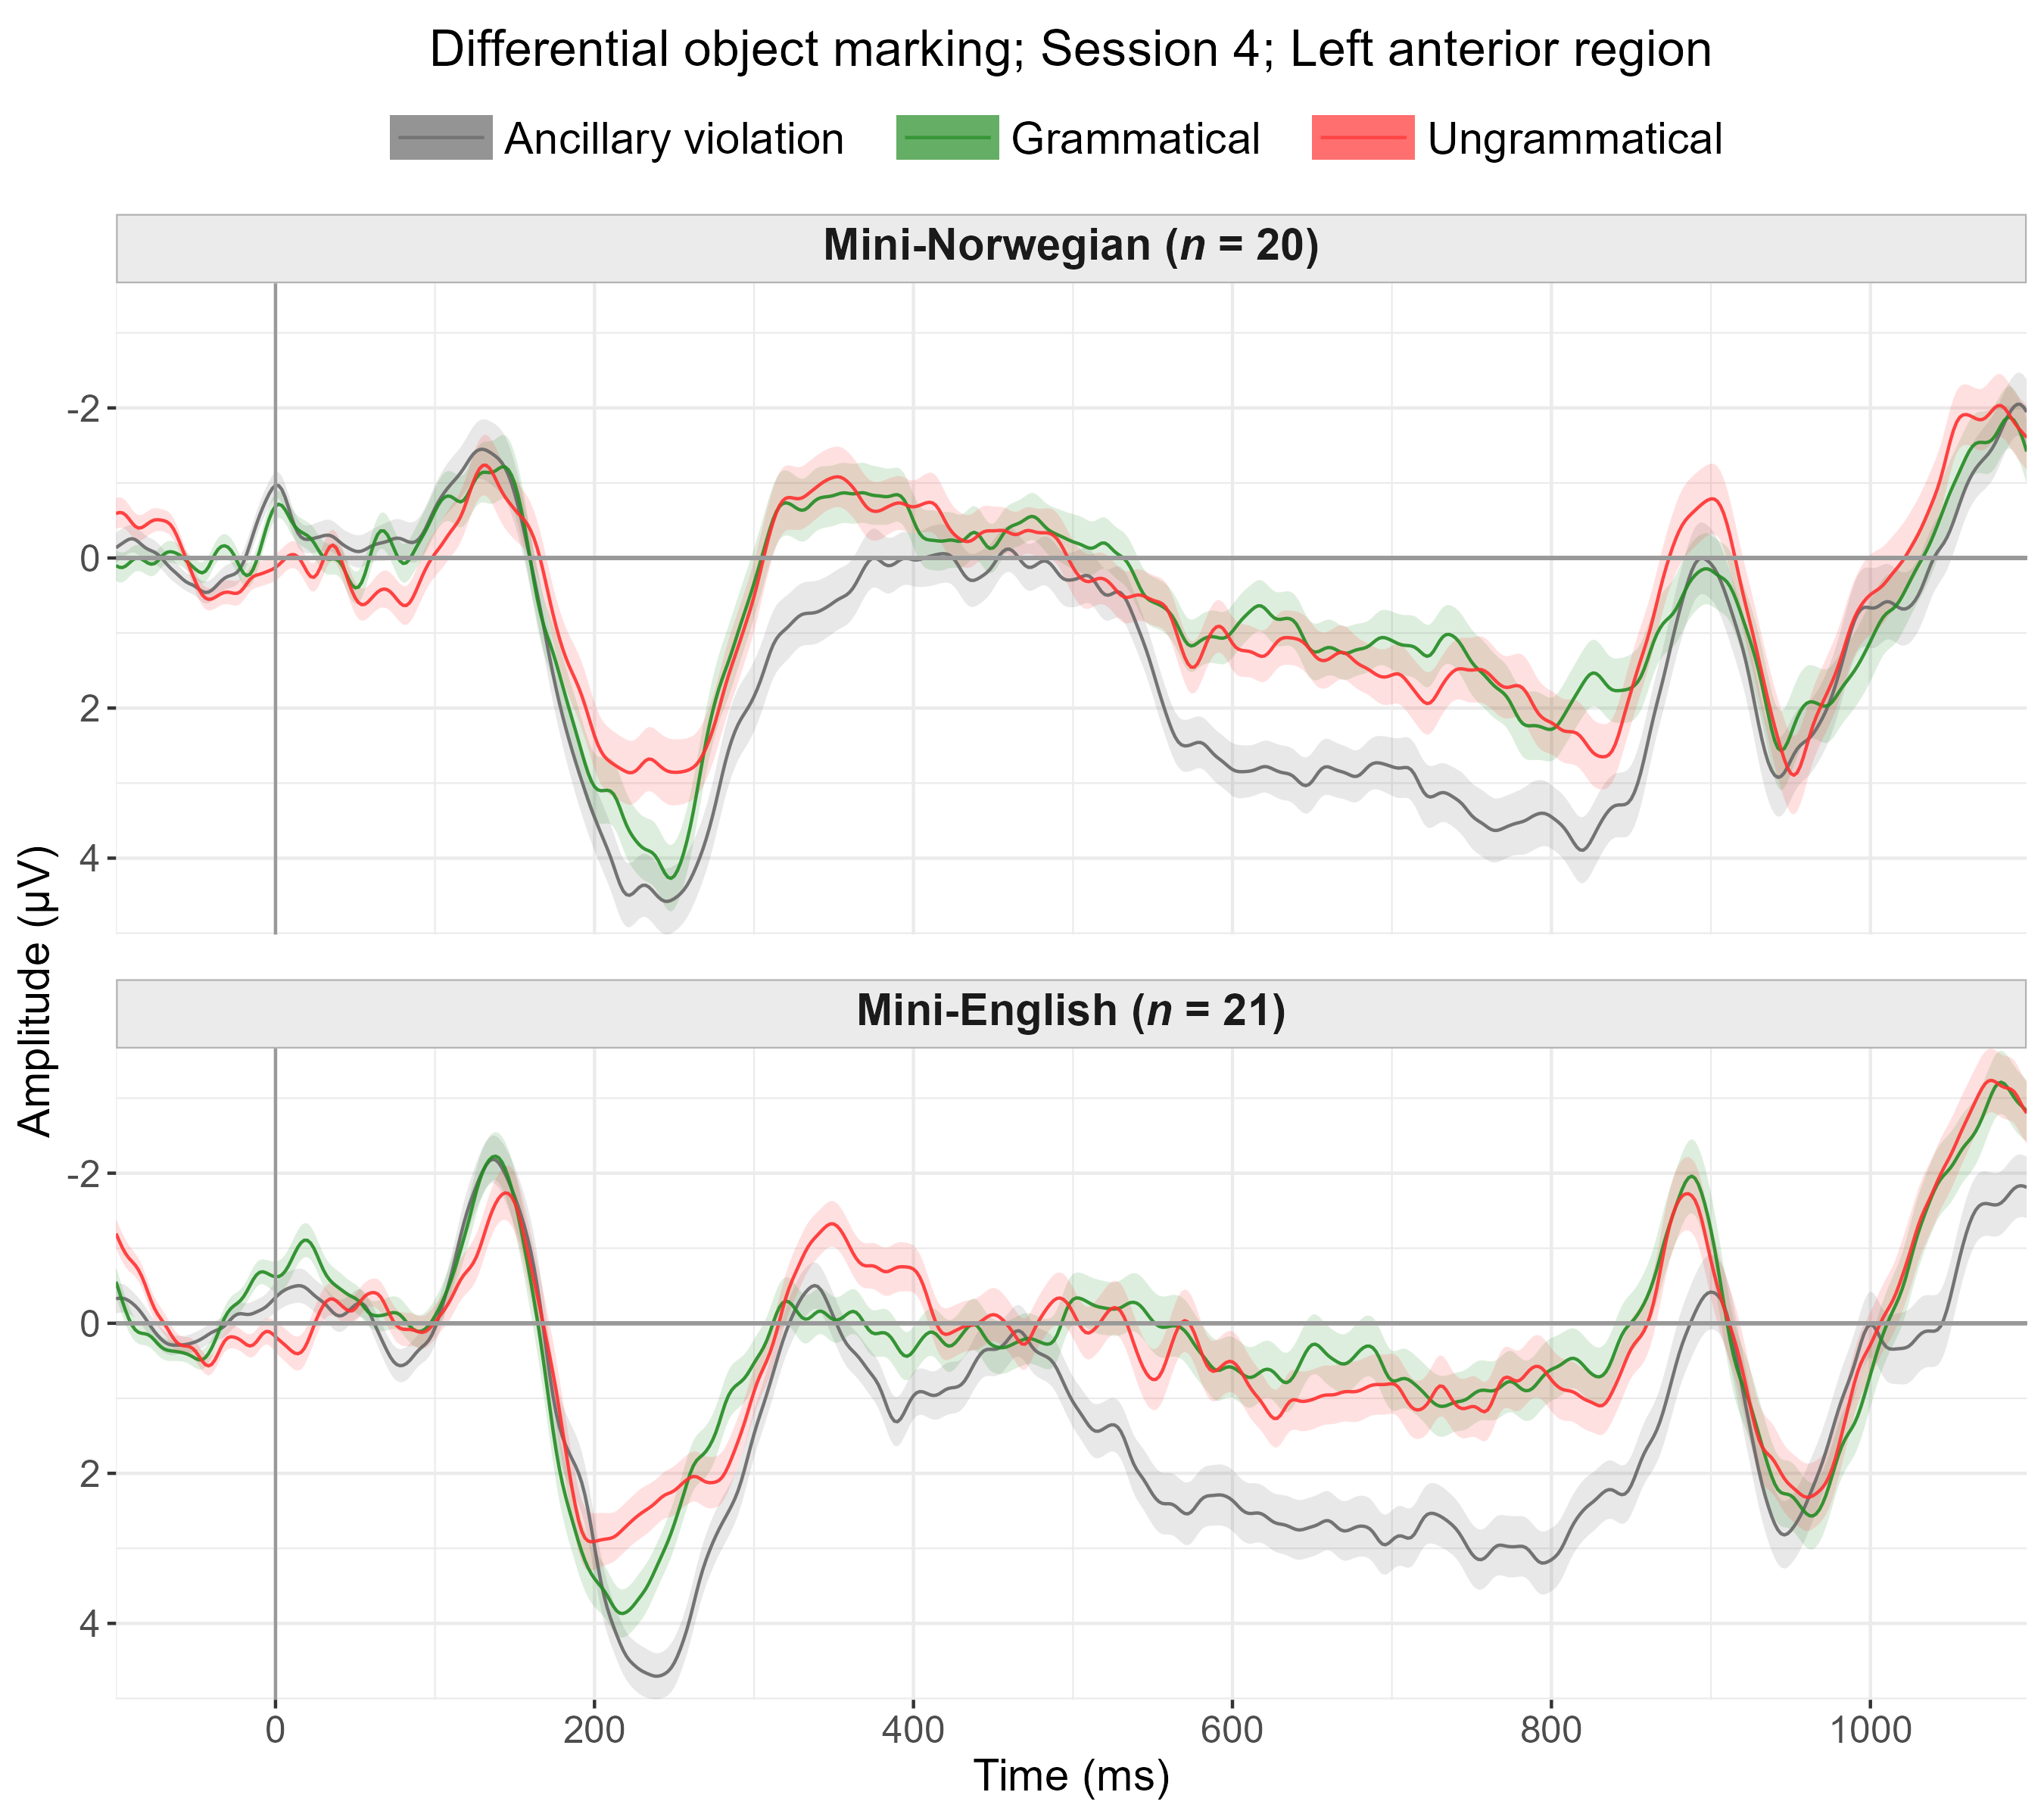 Differential object marking; Session 4; Left anterior region
Ancillary violation Grammatical Ungrammatical
Mini-Norwegian (n = 20)
-2
0
2
4
Amplitude (µV)
Mini-English (n = 21)
-2
0
2
4
0 200 400 600 800 1000
Time (ms)